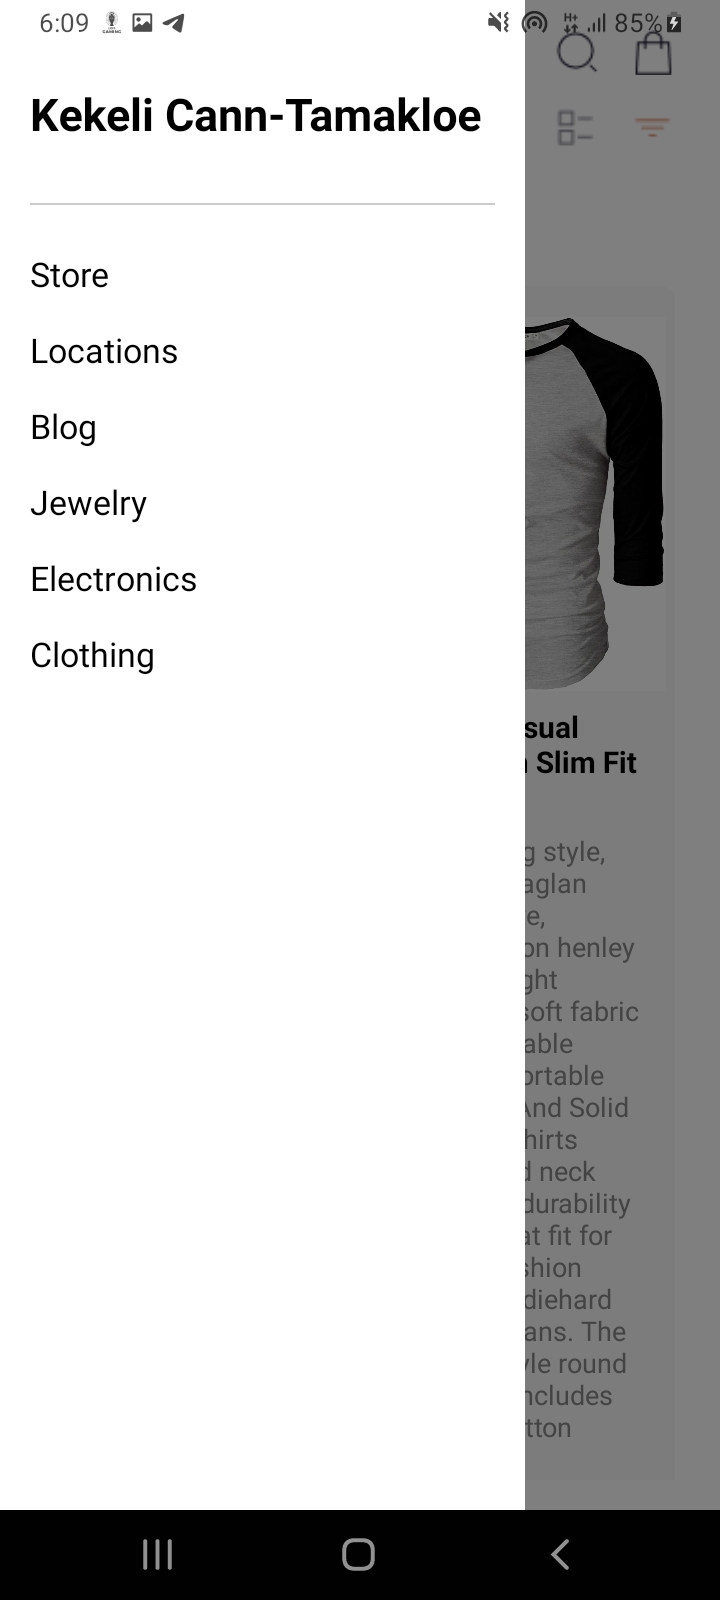 6:09
85%
Kekeli Cann-Tamakloe
Store
Locations
Blog
Jewelry
Electronics
Clothing
sual
Slim Fit
g style,
aglan
e,
on henley
ght
soft fabric
able
ortable
And Solid
hirts
d neck
durability
at fit for
shion
diehard
ans. The
yle round
ncludes
tton